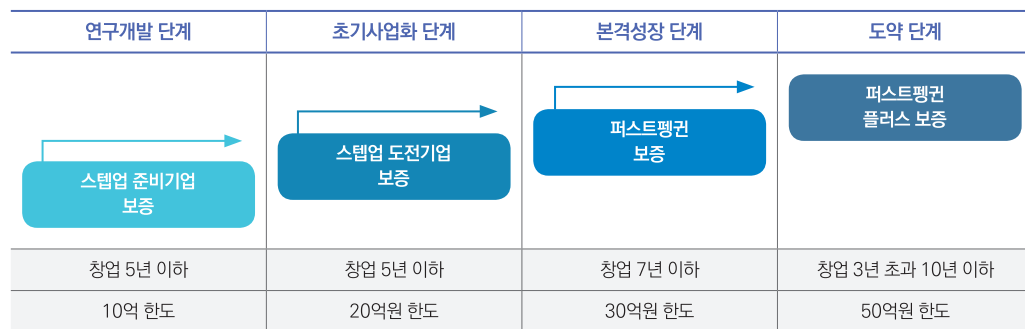 연구개발 단계
초기사업화 단계
본격성장 단계
도약 단계
스텝업 준비기업
보증
스텝업 도전기업
보증
퍼스트펭귄
보증
퍼스트펭귄
플러스 보증
창업 5년 이하
창업 5년 이하
창업 7년 이하
창업 3년 초과 10년 이하
10억 한도
20억원 한도
30억원 한도
50억원 한도